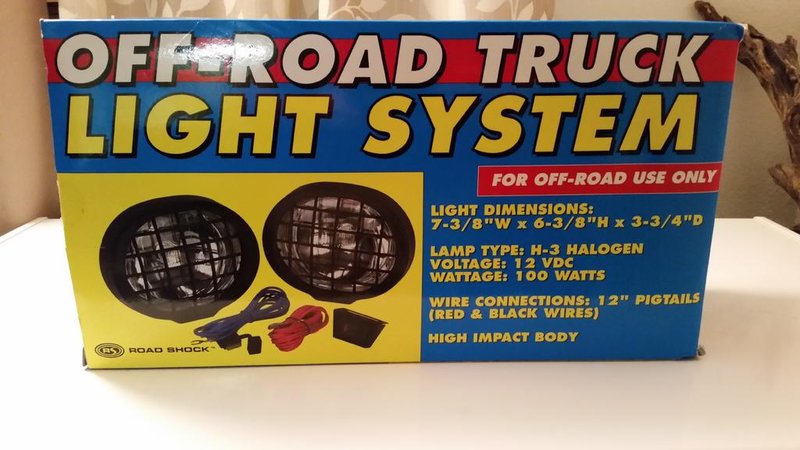 OFF-ROAD TRUCK
LIGHT SYSTEM
FOR OFF-ROAD USE ONLY
LIGHT DIMENSIONS:
7-3/8"W x 6-3/8"H x 3-3/4"D
LAMP TYPE: H-3 HALOGEN
VOLTAGE: 12 VDC
WATTAGE: 100 WATTS
WIRE CONNECTIONS: 12" PIGTAILS
(RED & BLACK WIRES)
HIGH IMPACT BODY
RS ROAD SHOCK™